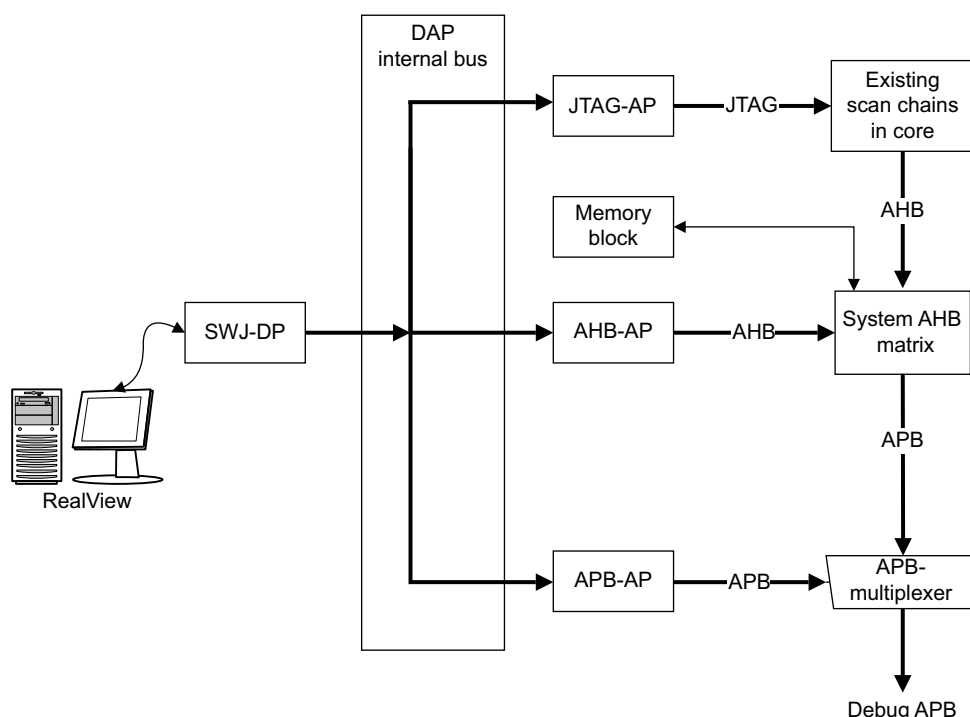 DAP
internal bus
JTAG-AP
JTAG
Existing
scan chains
in core
AHB
Memory
block
SWJ-DP
AHB-AP
AHB
System AHB
matrix
APB
RealView
APB-AP
APB
APB-
multiplexer
Debug APB